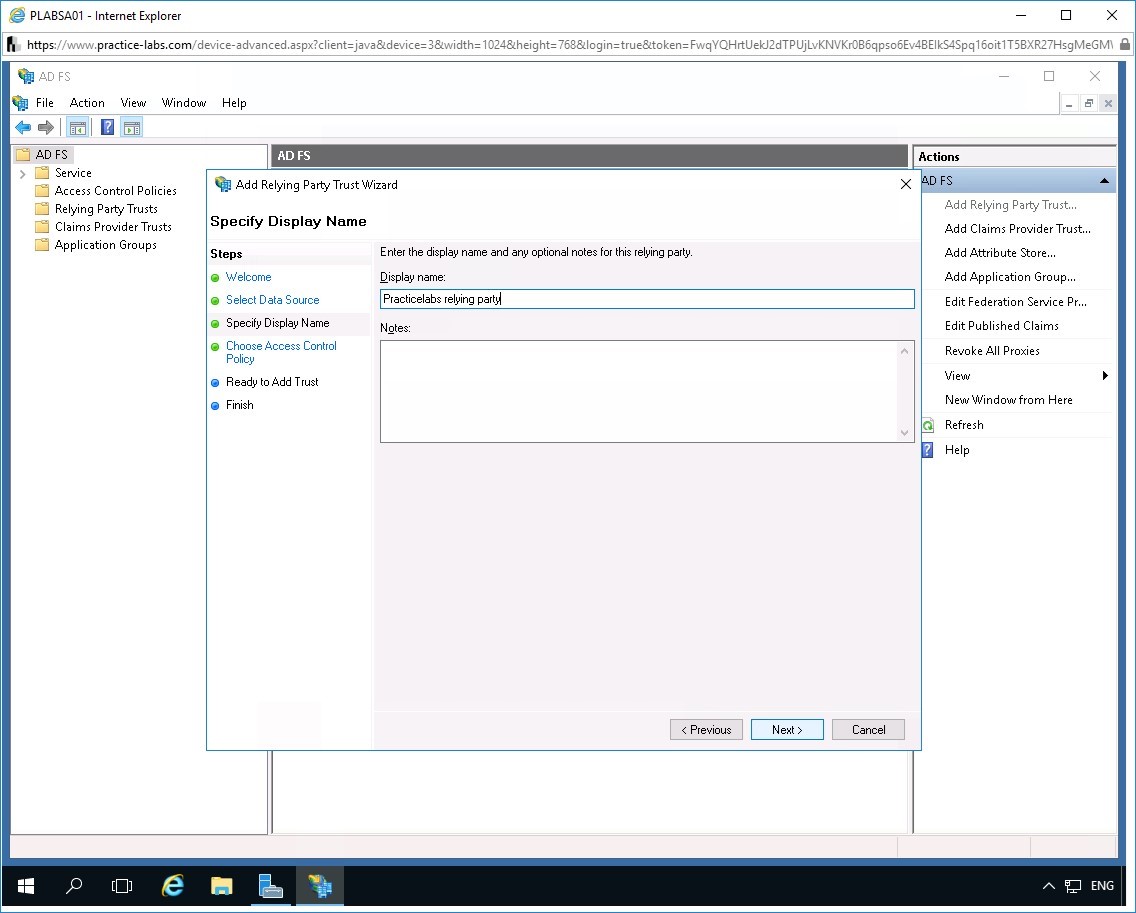 PLABSA01 - Internet Explorer
https://www.practice-labs.com/device-advanced.aspx?client=java&device=3&width=1024&height=768&login=true&token=
AD FS
File Action View Window Help
AD FS
Service
Access Control Policies
Relying Party Trusts
Claims Provider Trusts
Application Groups
AD FS
Add Relying Party Trust Wizard
Specify Display Name
Steps
Welcome
Select Data Source
Specify Display Name
Choose Access Control
Policy
Ready to Add Trust
Finish
Enter the display name and any optional notes for this relying party.
Display name:
Practicelabs relying party
Notes:
< Previous Next > Cancel
Actions
AD FS
Add Relying Party Trust...
Add Claims Provider Trust...
Add Attribute Store...
Add Application Group...
Edit Federation Service Pr...
Edit Published Claims
Revoke All Proxies
View
New Window from Here
Refresh
Help
ENG